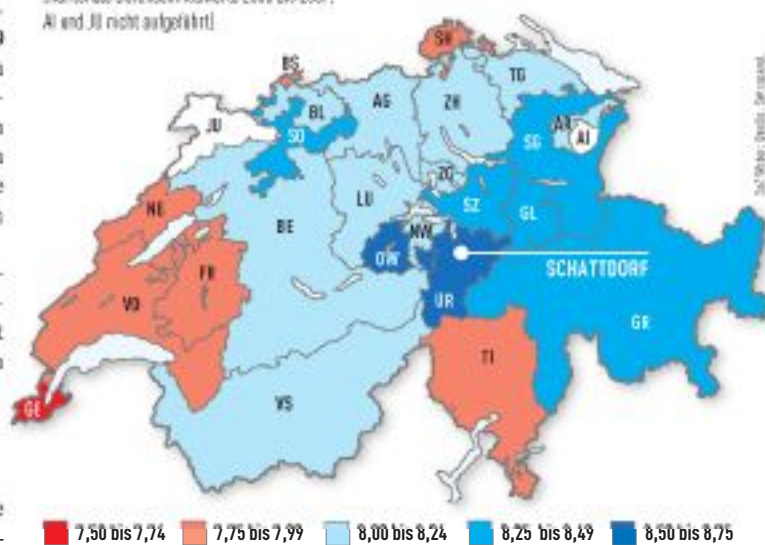 AI und JU nicht aufgeführt)
SH
BS
TG
BL
AG
ZH
JU
SO
AR
AI
SG
ZG
LU
SZ
GL
NE
BE
NW
OW
FR
SCHATTDORF
VD
UR
GR
TI
VS
GE
7,50 bis 7,74
7,75 bis 7,99
8,00 bis 8,24
8,25 bis 8,49
8,50 bis 8,75